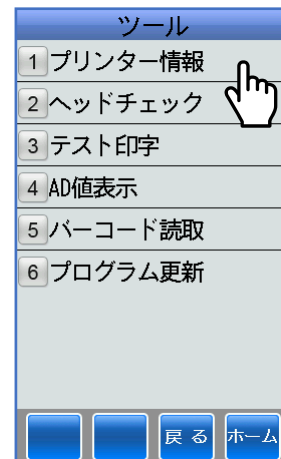 ツール
1 プリンター情報
2 ヘッドチェック
3 テスト印字
4 AD値表示
5 バーコード読取
6 プログラム更新
戻る ホーム